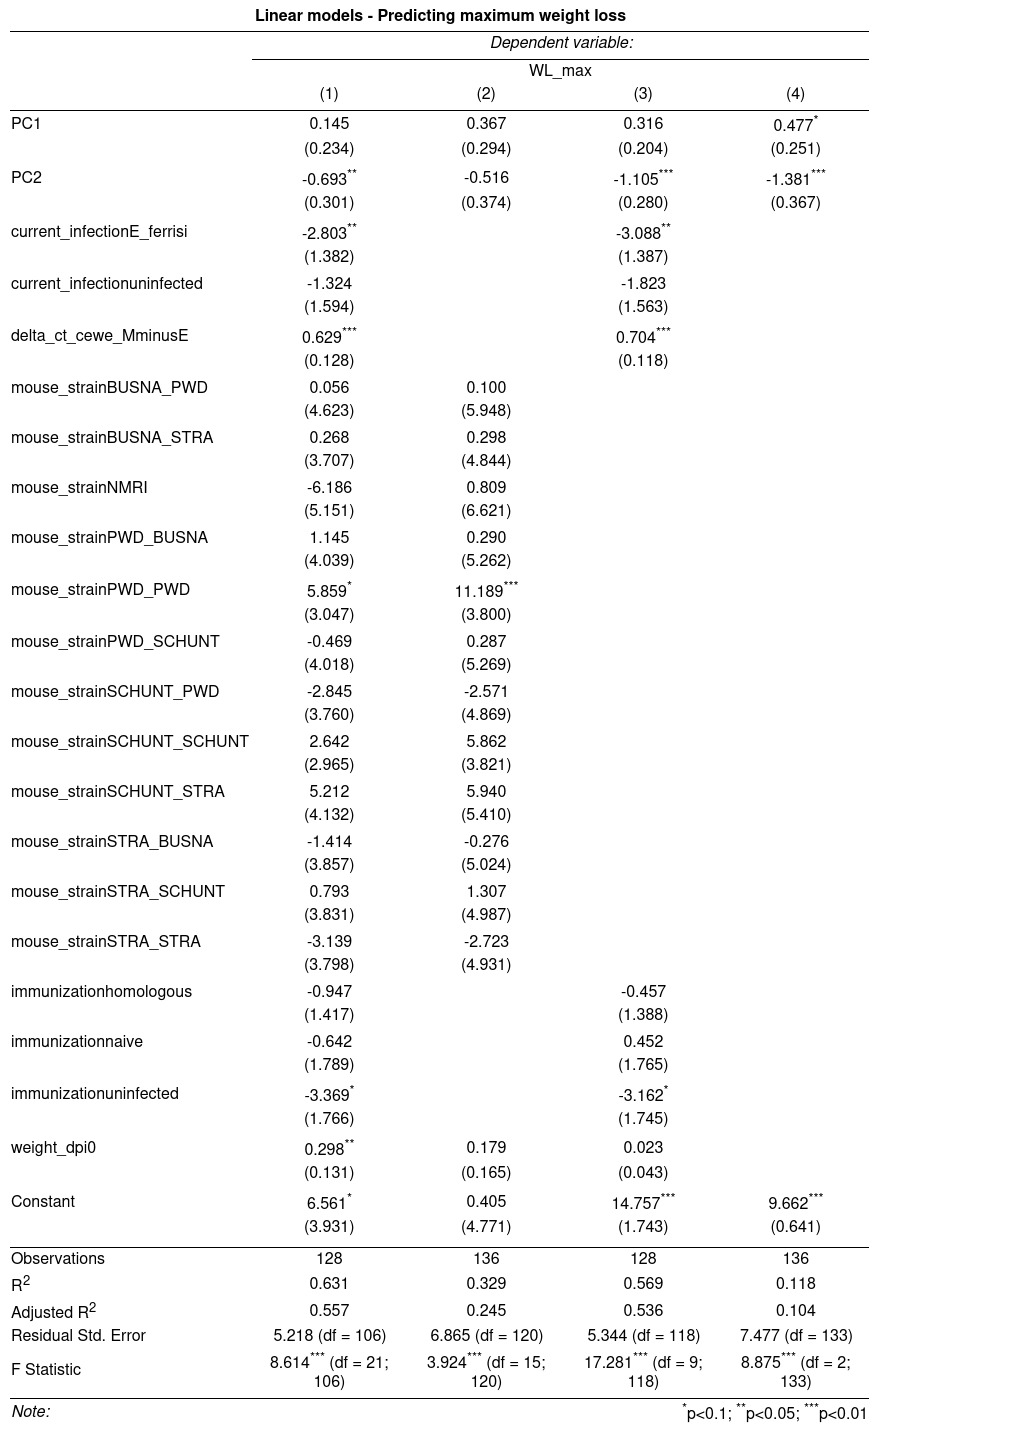 Linear models - Predicting maximum weight loss
Dependent variable:
WL_max
(1) (2) (3) (4)
PC1 0.145 0.367 0.316 0.477*
(0.234) (0.294) (0.204) (0.251)
PC2 -0.693** -0.516 -1.105*** -1.381***
(0.301) (0.374) (0.280) (0.367)
current_infectionE_ferrisi -2.803** -3.088**
(1.382) (1.387)
current_infectionuninfected -1.324 -1.823
(1.594) (1.563)
delta_ct_cewe_MminusE 0.629*** 0.704***
(0.128) (0.118)
mouse_strainBUSNA_PWD 0.056 0.100
(4.623) (5.948)
mouse_strainBUSNA_STRA 0.268 0.298
(3.707) (4.844)
mouse_strainNMRI -6.186 0.809
(5.151) (6.621)
mouse_strainPWD_BUSNA 1.145 0.290
(4.039) (5.262)
mouse_strainPWD_PWD 5.859* 11.189***
(3.047) (3.800)
mouse_strainPWD_SCHUNT -0.469 0.287
(4.018) (5.269)
mouse_strainSCHUNT_PWD -2.845 -2.571
(3.760) (4.869)
mouse_strainSCHUNT_SCHUNT 2.642 5.862
(2.965) (3.821)
mouse_strainSCHUNT_STRA 5.212 5.940
(4.132) (5.410)
mouse_strainSTRA_BUSNA -1.414 -0.276
(3.857) (5.024)
mouse_strainSTRA_SCHUNT 0.793 1.307
(3.831) (4.987)
mouse_strainSTRA_STRA -3.139 -2.723
(3.798) (4.931)
immunizationhomologous -0.947 -0.457
(1.417) (1.388)
immunizationnaive -0.642 0.452
(1.789) (1.765)
immunizationuninfected -3.369* -3.162*
(1.766) (1.745)
weight_dpi0 0.298** 0.179 0.023
(0.131) (0.165) (0.043)
Constant 6.561* 0.405 14.757*** 9.662***
(3.931) (4.771) (1.743) (0.641)
Observations 128 136 128 136
R2 0.631 0.329 0.569 0.118
Adjusted R2 0.557 0.245 0.536 0.104
Residual Std. Error 5.218 (df = 106) 6.865 (df = 120) 5.344 (df = 118) 7.477 (df = 133)
F Statistic 8.614*** (df = 21; 106) 3.924*** (df = 15; 120) 17.281*** (df = 9; 118) 8.875*** (df = 2; 133)
Note: *p<0.1; **p<0.05; ***p<0.01